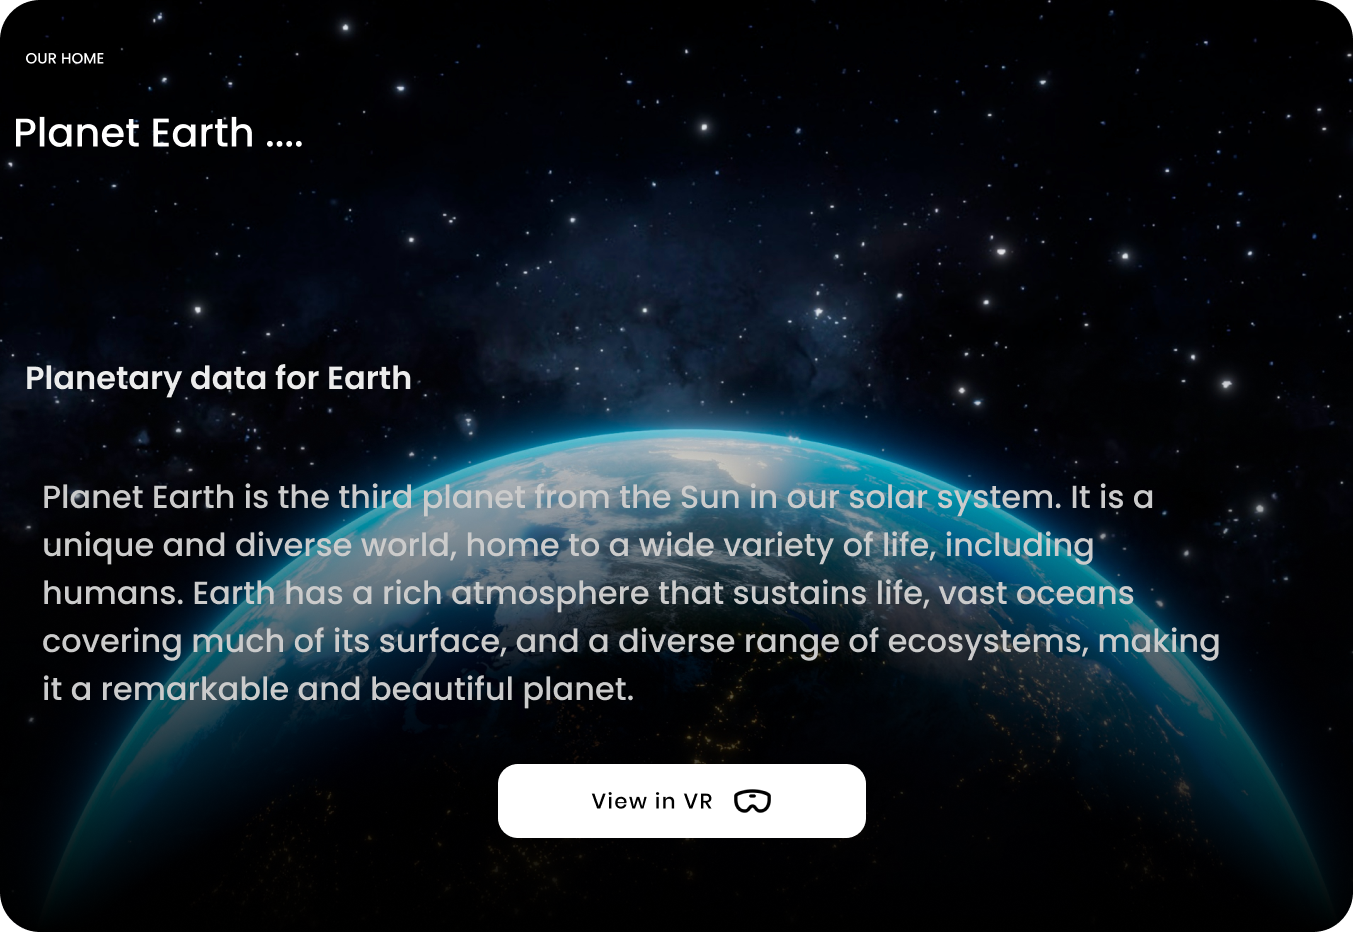 OUR HOME
Planet Earth ....
Planetary data for Earth
Planet Earth is the third planet from the Sun in our solar system. It is a
unique and diverse world, home to a wide variety of life, including
humans. Earth has a rich atmosphere that sustains life, vast oceans
covering much of its surface, and a diverse range of ecosystems, making
it a remarkable and beautiful planet.
View in VR